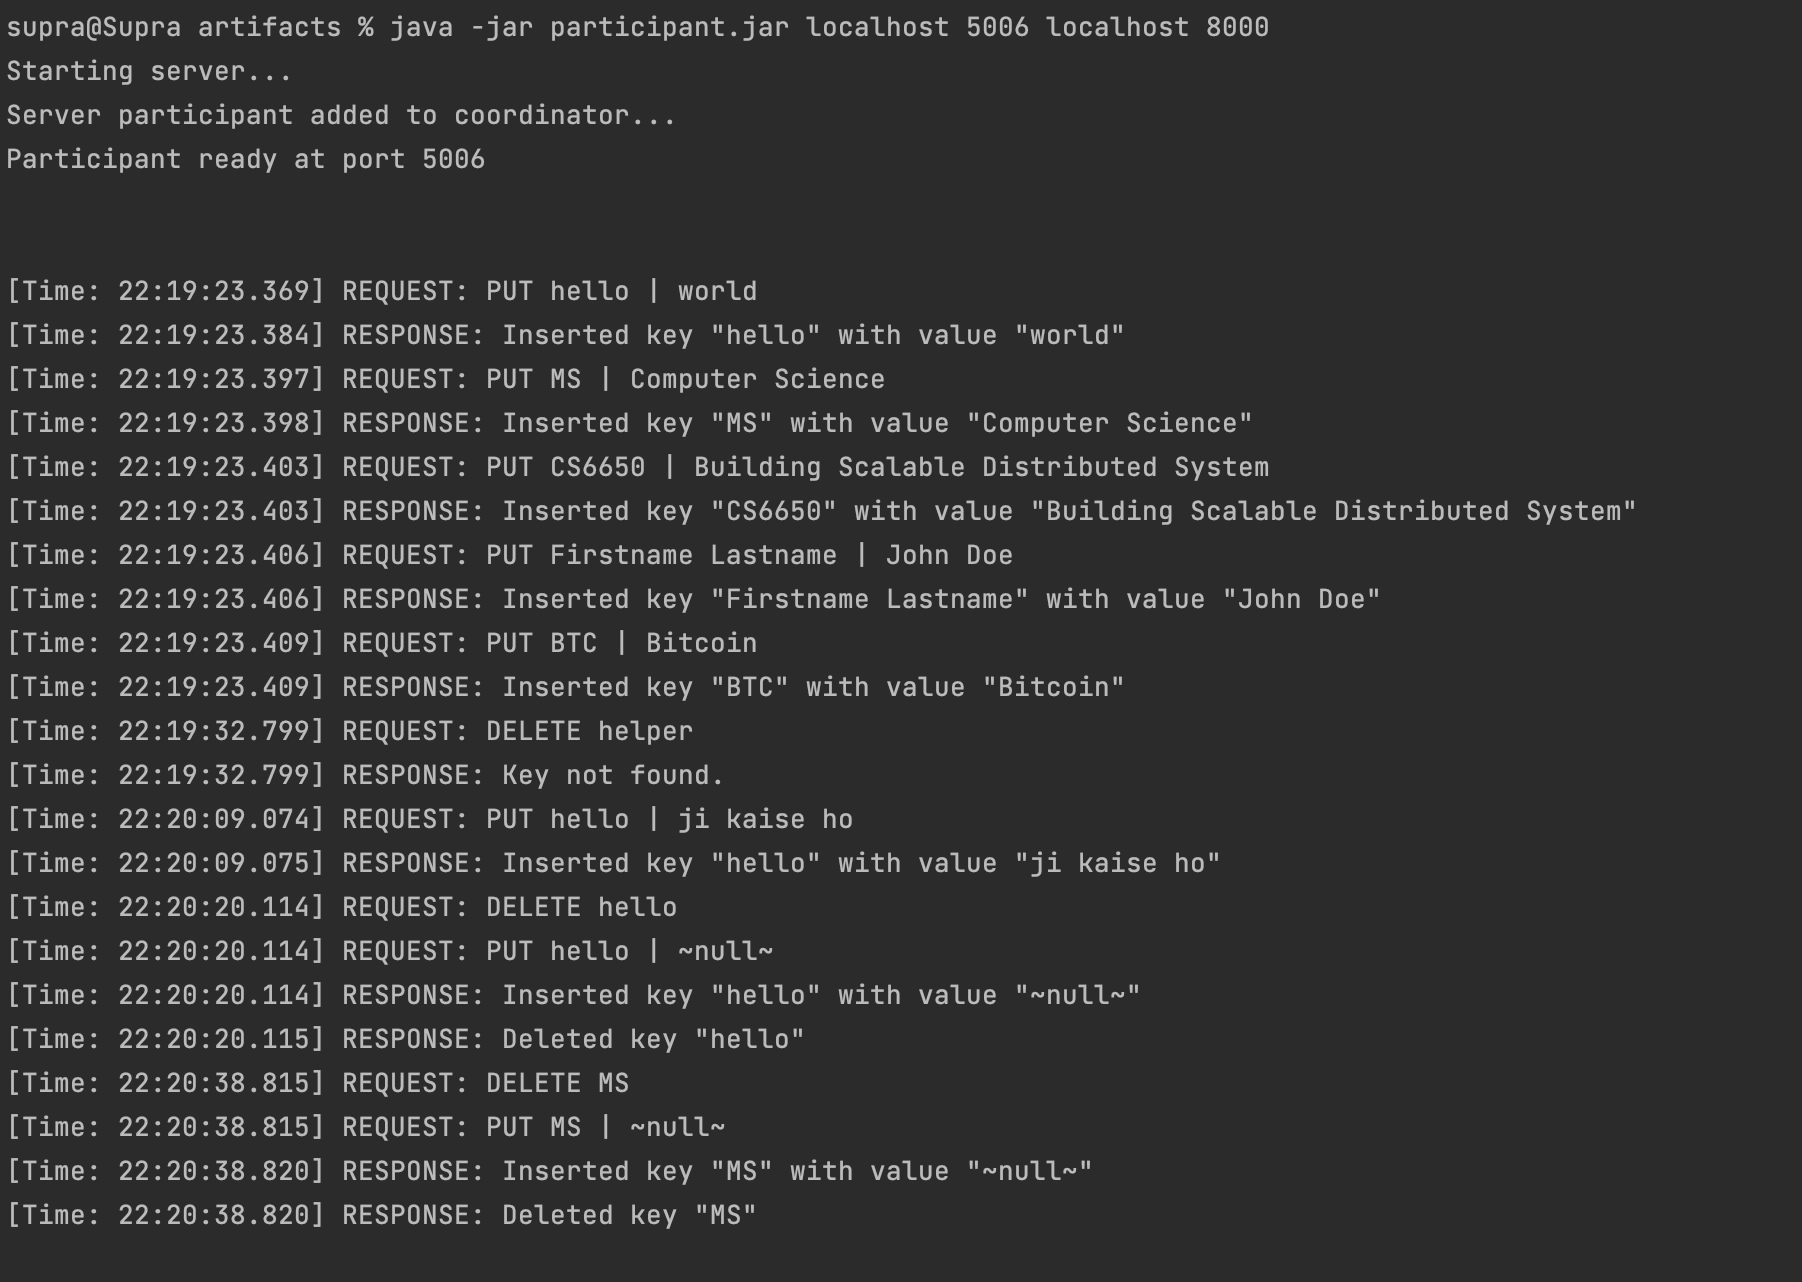 supra@Supra artifacts % java -jar participant.jar localhost 5006 localhost 8000
Starting server...
Server participant added to coordinator...
Participant ready at port 5006
[Time: 22:19:23.369] REQUEST: PUT hello | world
[Time: 22:19:23.384] RESPONSE: Inserted key "hello" with value "world"
[Time: 22:19:23.397] REQUEST: PUT MS | Computer Science
[Time: 22:19:23.398] RESPONSE: Inserted key "MS" with value "Computer Science"
[Time: 22:19:23.403] REQUEST: PUT CS6650 | Building Scalable Distributed System
[Time: 22:19:23.403] RESPONSE: Inserted key "CS6650" with value "Building Scalable Distributed System"
[Time: 22:19:23.406] REQUEST: PUT Firstname Lastname | John Doe
[Time: 22:19:23.406] RESPONSE: Inserted key "Firstname Lastname" with value "John Doe"
[Time: 22:19:23.409] REQUEST: PUT BTC | Bitcoin
[Time: 22:19:23.409] RESPONSE: Inserted key "BTC" with value "Bitcoin"
[Time: 22:19:32.799] REQUEST: DELETE helper
[Time: 22:19:32.799] RESPONSE: Key not found.
[Time: 22:20:09.074] REQUEST: PUT hello | ji kaise ho
[Time: 22:20:09.075] RESPONSE: Inserted key "hello" with value "ji kaise ho"
[Time: 22:20:20.114] REQUEST: DELETE hello
[Time: 22:20:20.114] REQUEST: PUT hello | ~null~
[Time: 22:20:20.114] RESPONSE: Inserted key "hello" with value "~null~"
[Time: 22:20:20.115] RESPONSE: Deleted key "hello"
[Time: 22:20:38.815] REQUEST: DELETE MS
[Time: 22:20:38.815] REQUEST: PUT MS | ~null~
[Time: 22:20:38.820] RESPONSE: Inserted key "MS" with value "~null~"
[Time: 22:20:38.820] RESPONSE: Deleted key "MS"